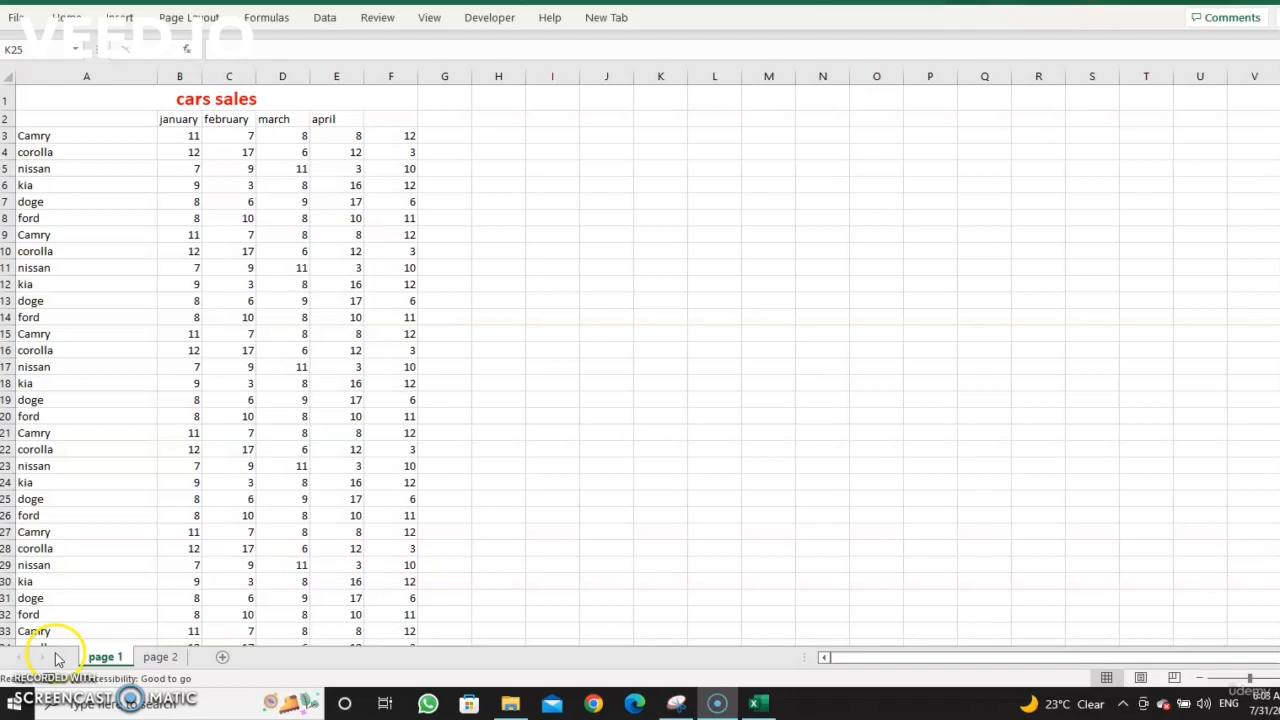 File Home Insert Page Layout Formulas Data Review View Developer Help New Tab Comments
VEED.IO
K25 fx
A B C D E F G H I J K L M N O P Q R S T U V
1 cars sales
2 january february march april
3 Camry 11 7 8 8 12
4 corolla 12 17 6 12 3
5 nissan 7 9 11 3 10
6 kia 9 3 8 16 12
7 doge 8 6 9 17 6
8 ford 8 10 8 10 11
9 Camry 11 7 8 8 12
10 corolla 12 17 6 12 3
11 nissan 7 9 11 3 10
12 kia 9 3 8 16 12
13 doge 8 6 9 17 6
14 ford 8 10 8 10 11
15 Camry 11 7 8 8 12
16 corolla 12 17 6 12 3
17 nissan 7 9 11 3 10
18 kia 9 3 8 16 12
19 doge 8 6 9 17 6
20 ford 8 10 8 10 11
21 Camry 11 7 8 8 12
22 corolla 12 17 6 12 3
23 nissan 7 9 11 3 10
24 kia 9 3 8 16 12
25 doge 8 6 9 17 6
26 ford 8 10 8 10 11
27 Camry 11 7 8 8 12
28 corolla 12 17 6 12 3
29 nissan 7 9 11 3 10
30 kia 9 3 8 16 12
31 doge 8 6 9 17 6
32 ford 8 10 8 10 11
33 Camry 11 7 8 8 12
page 1 page 2
Accessibility: Good to go
RECORDED WITH
SCREENCAST MATIC
Type here to search
23°C Clear ENG
udemy